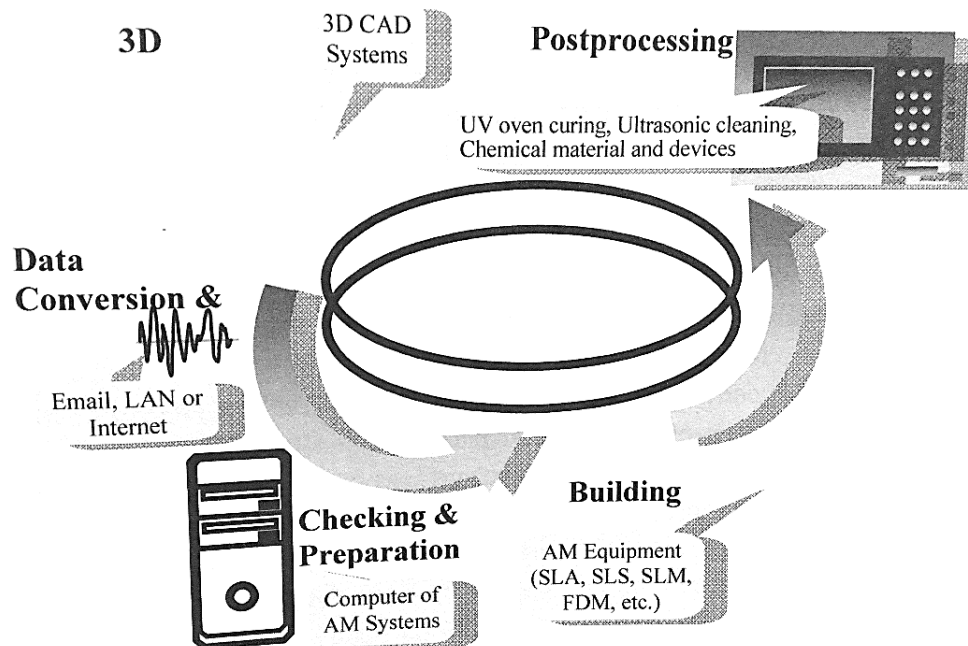 3D
3D CAD
Systems
Postprocessing
UV oven curing, Ultrasonic cleaning,
Chemical material and devices
Data
Conversion &
Email, LAN or
Internet
Checking &
Preparation
Computer of
AM Systems
Building
AM Equipment
(SLA, SLS, SLM,
FDM, etc.)